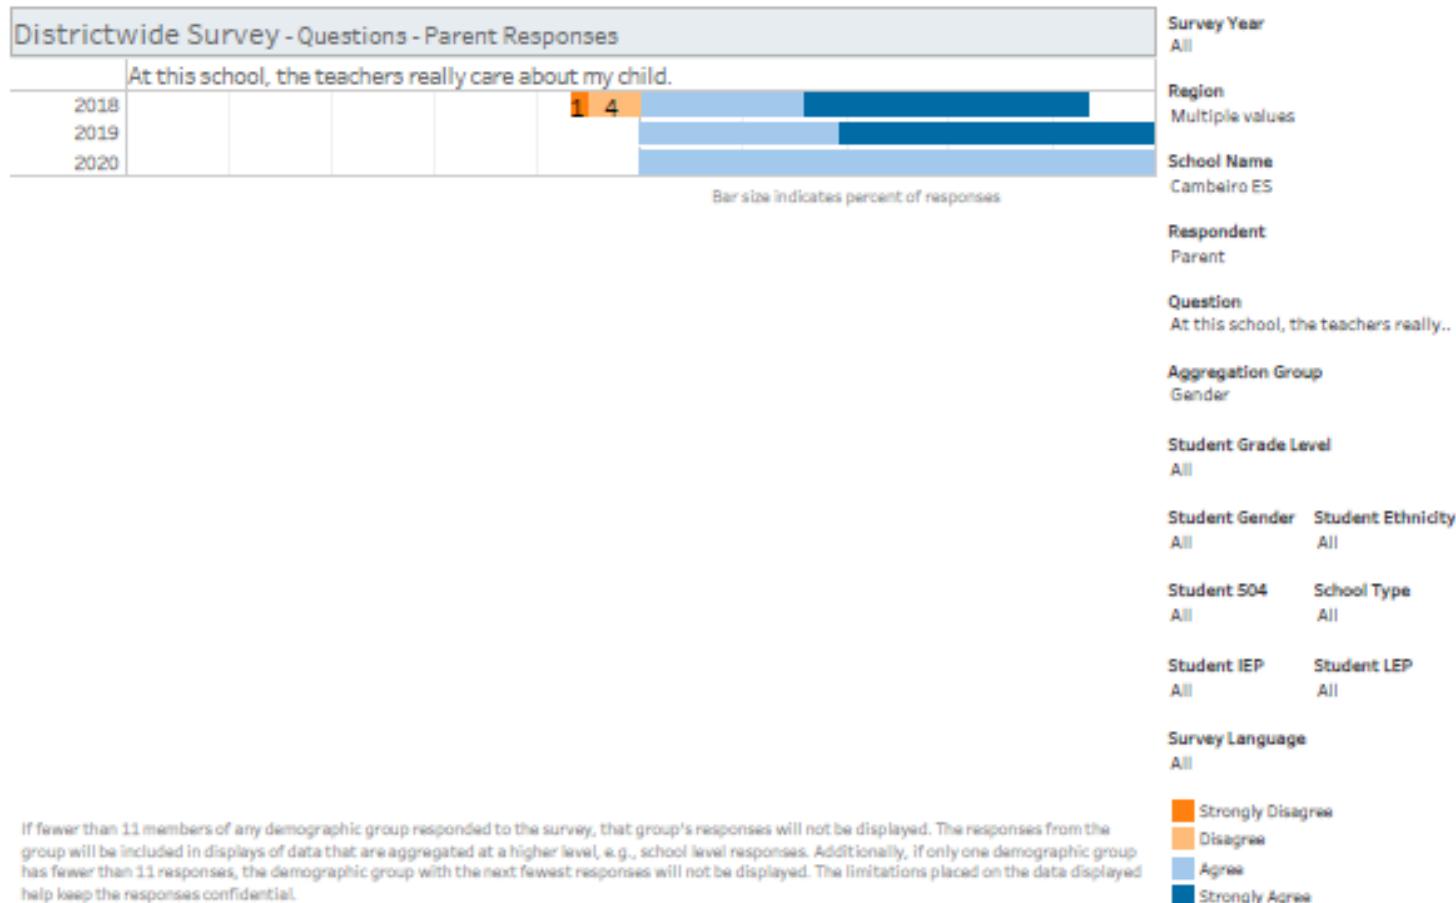 Districtwide Survey - Questions - Parent Responses
At this school, the teachers really care about my child.
2018
1 4
2019
2020
Bar size indicates percent of responses
Survey Year
All
Region
Multiple values
School Name
Cambeiro ES
Respondent
Parent
Question
At this school, the teachers really..
Aggregation Group
Gender
Student Grade Level
All
Student Gender Student Ethnicity
All All
Student 504 School Type
All All
Student IEP Student LEP
All All
Survey Language
All
Strongly Disagree
Disagree
Agree
Strongly Agree
If fewer than 11 members of any demographic group responded to the survey, that group's responses will not be displayed. The responses from the
group will be included in displays of data that are aggregated at a higher level, e.g., school level responses. Additionally, if only one demographic group
has fewer than 11 responses, the demographic group with the next fewest responses will not be displayed. The limitations placed on the data displayed
help keep the responses confidential.